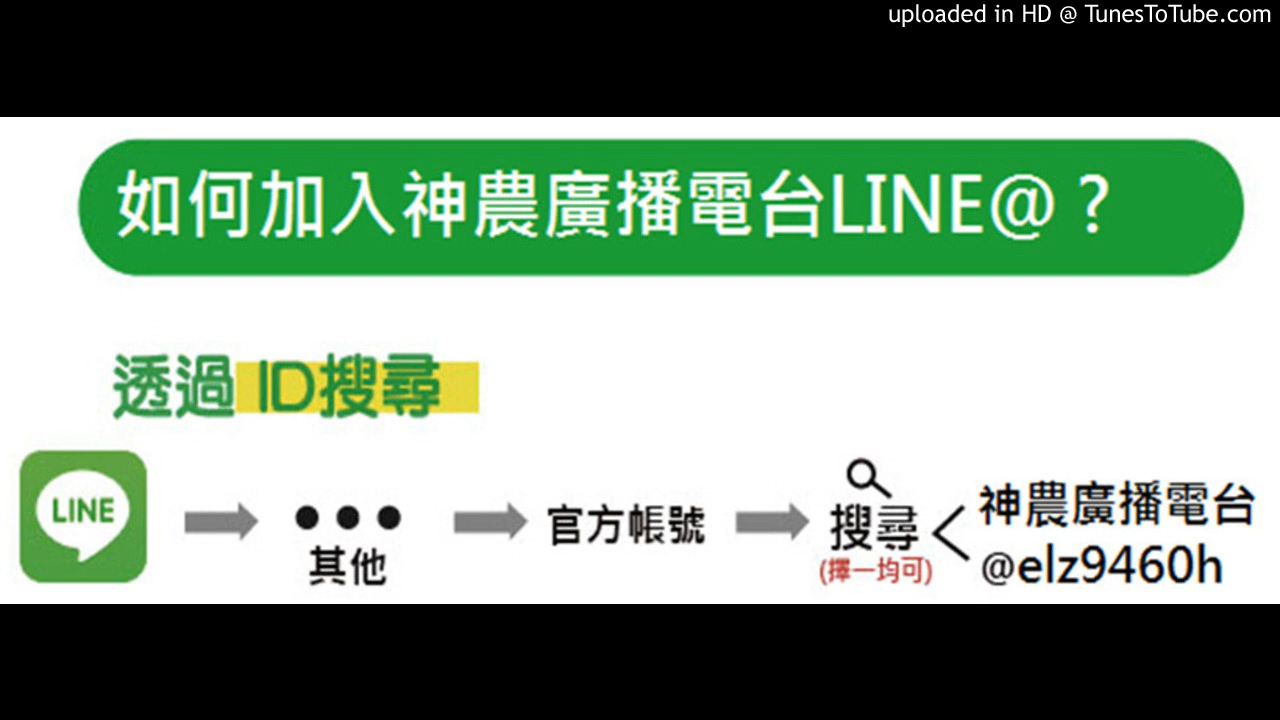 uploaded in HD @ TunesToTube.com
如何加入神農廣播電台LINE@？
透過 ID搜尋
LINE
其他
官方帳號
搜尋
(擇一均可)
神農廣播電台
@elz9460h